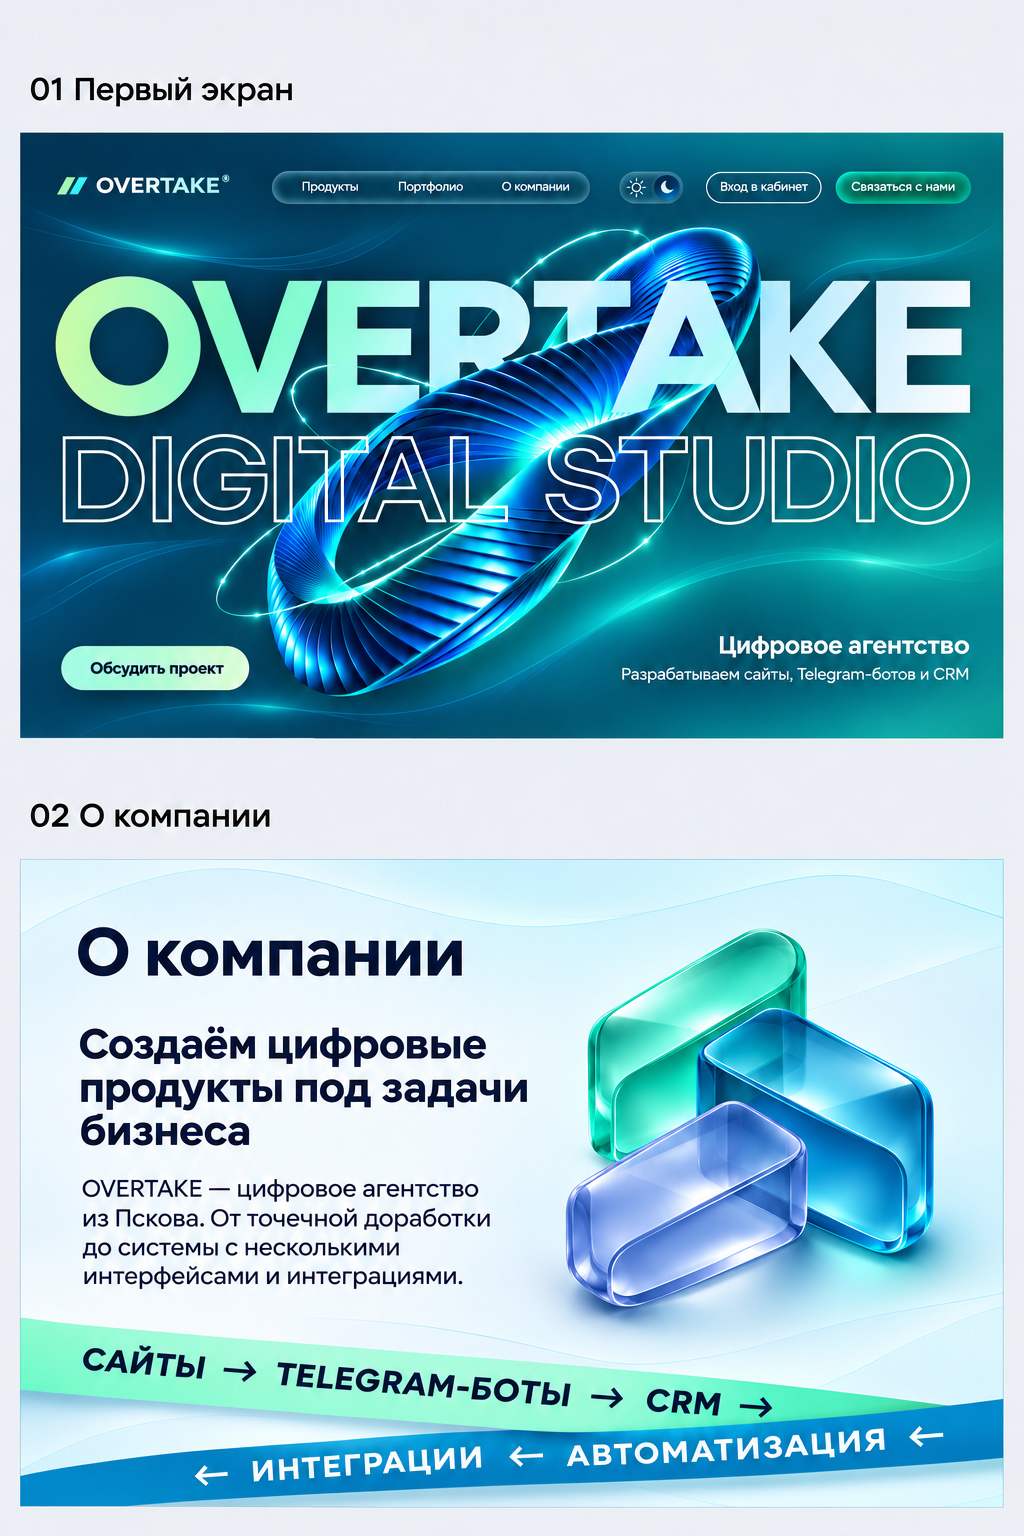 01 Первый экран
OVERTAKE®
Продукты
Портфолио
О компании
Вход в кабинет
Связаться с нами
OVERTAKE
DIGITAL STUDIO
Обсудить проект
Цифровое агентство
Разрабатываем сайты, Telegram-ботов и CRM
02 О компании
О компании
Создаём цифровые
продукты под задачи
бизнеса
OVERTAKE — цифровое агентство
из Пскова. От точечной доработки
до системы с несколькими
интерфейсами и интеграциями.
САЙТЫ → TELEGRAM-БОТЫ → CRM →
← ИНТЕГРАЦИИ ← АВТОМАТИЗАЦИЯ ←